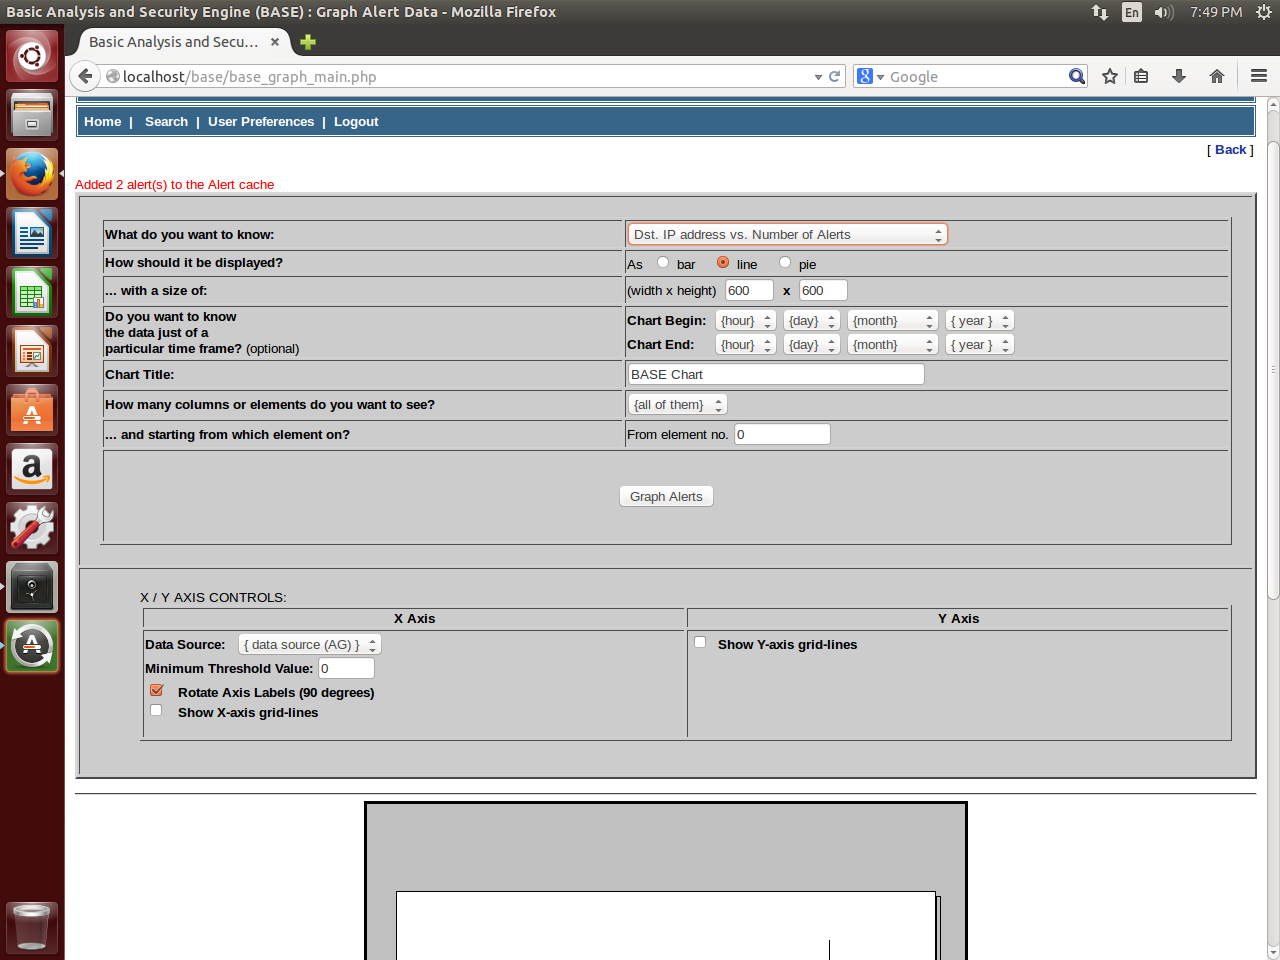 Basic Analysis and Security Engine (BASE) : Graph Alert Data - Mozilla Firefox
En
7:49 PM
Basic Analysis and Secu...
localhost/base/base_graph_main.php
Google
Home | Search | User Preferences | Logout
[ Back ]
Added 2 alert(s) to the Alert cache
What do you want to know: Dst. IP address vs. Number of Alerts
How should it be displayed? As bar line pie
... with a size of: (width x height) 600 x 600
Do you want to know
the data just of a
particular time frame? (optional)
Chart Begin: {hour} {day} {month} { year }
Chart End: {hour} {day} {month} { year }
Chart Title: BASE Chart
How many columns or elements do you want to see? {all of them}
... and starting from which element on? From element no. 0
Graph Alerts
X / Y AXIS CONTROLS:
X Axis Y Axis
Data Source: { data source (AG) }
Minimum Threshold Value: 0
Rotate Axis Labels (90 degrees)
Show X-axis grid-lines
Show Y-axis grid-lines